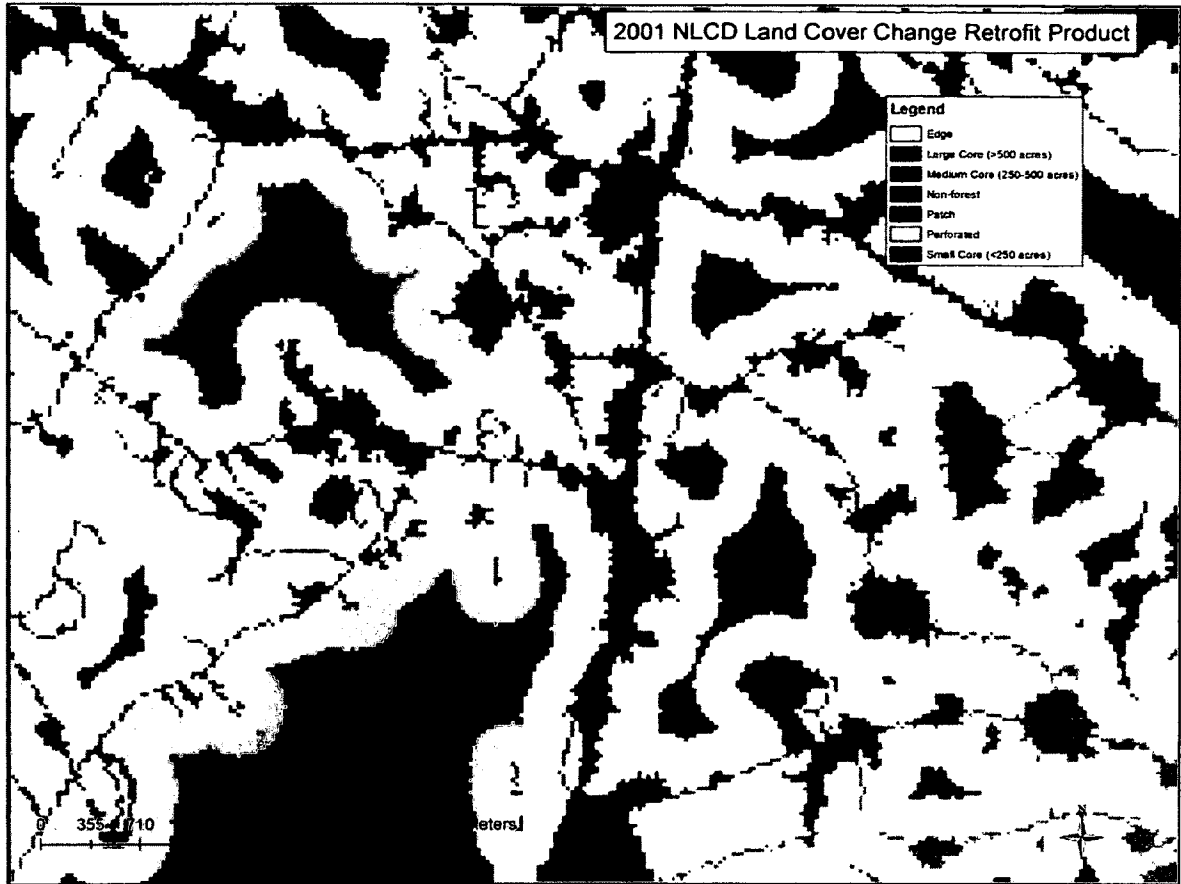 2001 NLCD Land Cover Change Retrofit Product
Legend
Edge
Large Core (>500 acres)
Medium Core (250-500 acres)
Non-forest
Patch
Perforated
Small Core (<250 acres)
N
0 355 710 eters